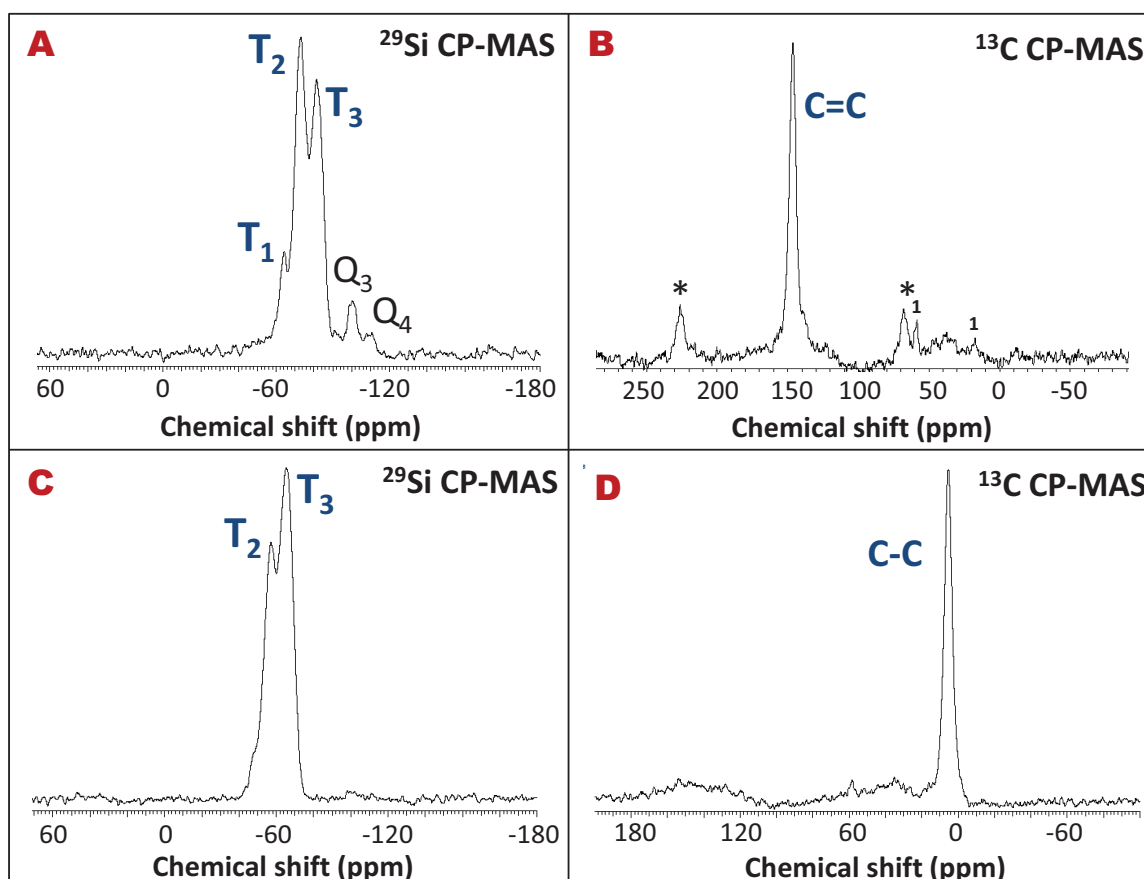 A
²⁹Si CP-MAS
T₂
T₃
T₁
Q₃
Q₄
60 0 -60 -120 -180
Chemical shift (ppm)
B
¹³C CP-MAS
C=C
* *
1
1
250 200 150 100 50 0 -50
Chemical shift (ppm)
C
²⁹Si CP-MAS
T₃
T₂
60 0 -60 -120 -180
Chemical shift (ppm)
D
¹³C CP-MAS
C-C
180 120 60 0 -60
Chemical shift (ppm)